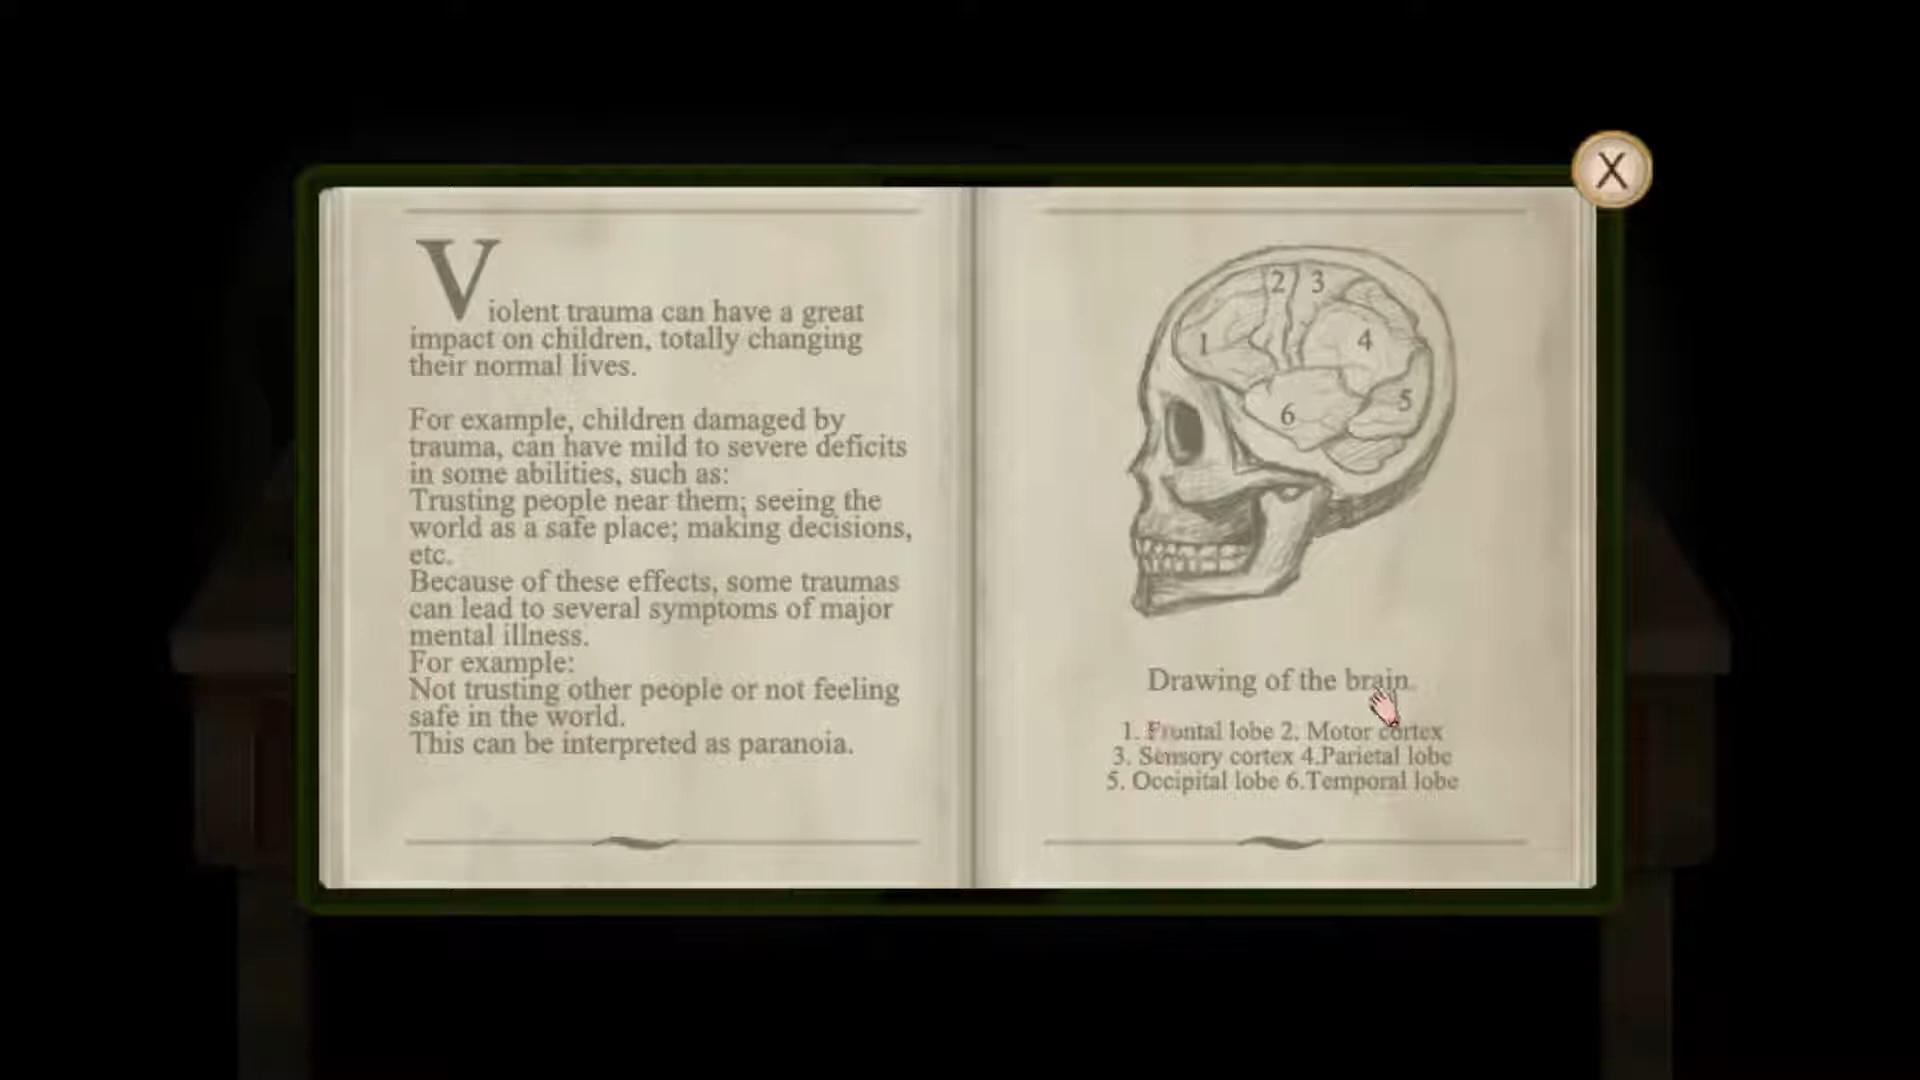 Violent trauma can have a great
impact on children, totally changing
their normal lives.
For example, children damaged by
trauma, can have mild to severe deficits
in some abilities, such as:
Trusting people near them; seeing the
world as a safe place; making decisions,
etc.
Because of these effects, some traumas
can lead to several symptoms of major
mental illness.
For example:
Not trusting other people or not feeling
safe in the world.
This can be interpreted as paranoia.
X
2 3
1 4
6 5
Drawing of the brain.
1. Frontal lobe 2. Motor cortex
3. Sensory cortex 4.Parietal lobe
5. Occipital lobe 6.Temporal lobe